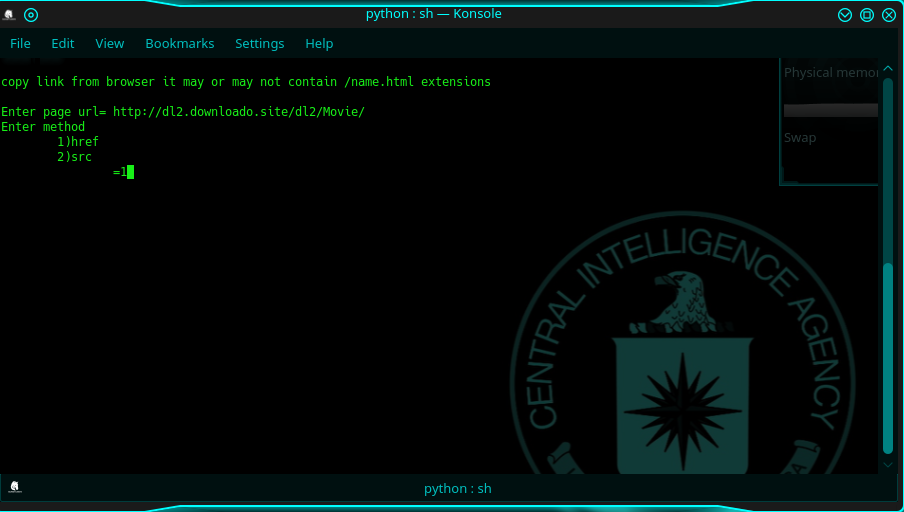 python : sh — Konsole
File Edit View Bookmarks Settings Help
copy link from browser it may or may not contain /name.html extensions
Enter page url= http://dl2.downloado.site/dl2/Movie/
Enter method
1)href
2)src
=1
Physical memor
Swap
CENTRAL INTELLIGENCE AGENCY
python : sh